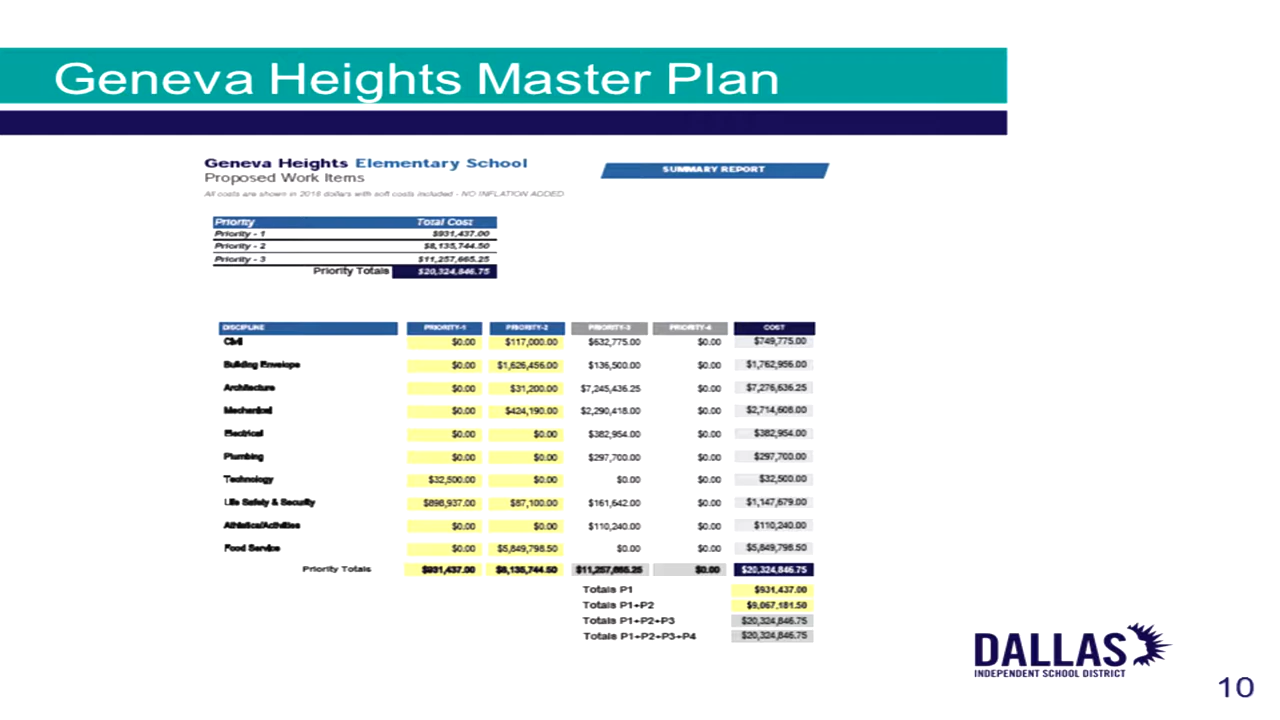 Geneva Heights Master Plan
Geneva Heights Elementary School
SUMMARY REPORT
Proposed Work Items
All costs are shown in 2018 dollars with soft costs included - NO INFLATION ADDED
Priority Total Cost
Priority - 1 $931,437.00
Priority - 2 $8,135,744.50
Priority - 3 $11,257,665.25
Priority Totals $20,324,846.75
DISCIPLINE PRIORITY-1 PRIORITY-2 PRIORITY-3 PRIORITY-4 COST
Civil $0.00 $117,000.00 $632,775.00 $0.00 $749,775.00
Building Envelope $0.00 $1,626,456.00 $136,500.00 $0.00 $1,762,956.00
Architecture $0.00 $31,200.00 $7,245,436.25 $0.00 $7,276,636.25
Mechanical $0.00 $424,190.00 $2,290,418.00 $0.00 $2,714,608.00
Electrical $0.00 $0.00 $382,954.00 $0.00 $382,954.00
Plumbing $0.00 $0.00 $297,700.00 $0.00 $297,700.00
Technology $32,500.00 $0.00 $0.00 $0.00 $32,500.00
Life Safety & Security $898,937.00 $87,100.00 $161,642.00 $0.00 $1,147,679.00
Athletics/Activities $0.00 $0.00 $110,240.00 $0.00 $110,240.00
Food Service $0.00 $5,849,798.50 $0.00 $0.00 $5,849,798.50
Priority Totals $931,437.00 $8,135,744.50 $11,257,665.25 $0.00 $20,324,846.75
Totals P1 $931,437.00
Totals P1+P2 $9,067,181.50
Totals P1+P2+P3 $20,324,846.75
Totals P1+P2+P3+P4 $20,324,846.75
DALLAS
INDEPENDENT SCHOOL DISTRICT
10